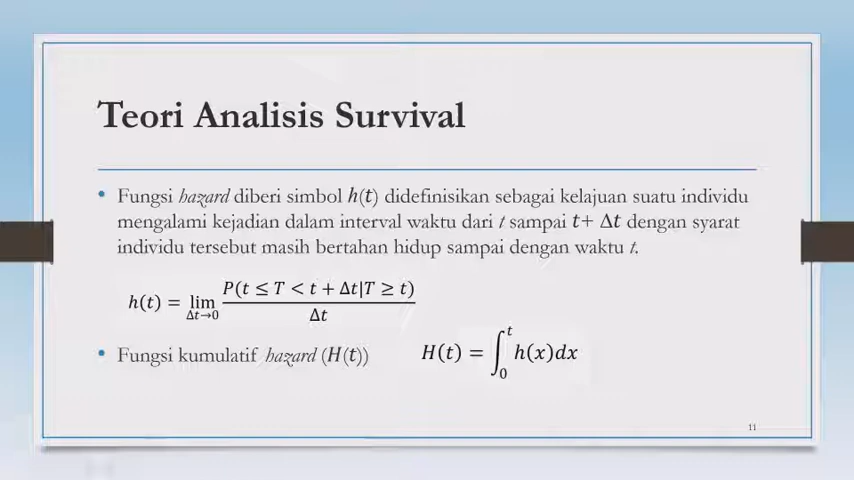 Teori Analisis Survival
• Fungsi hazard diberi simbol h(t) didefinisikan sebagai kelajuan suatu individu
mengalami kejadian dalam interval waktu dari t sampai t+ Δt dengan syarat
individu tersebut masih bertahan hidup sampai dengan waktu t.
h(t) = lim_{Δt→0} P(t ≤ T < t + Δt|T ≥ t) / Δt
• Fungsi kumulatif hazard (H(t)) H(t) = ∫_0^t h(x)dx
11